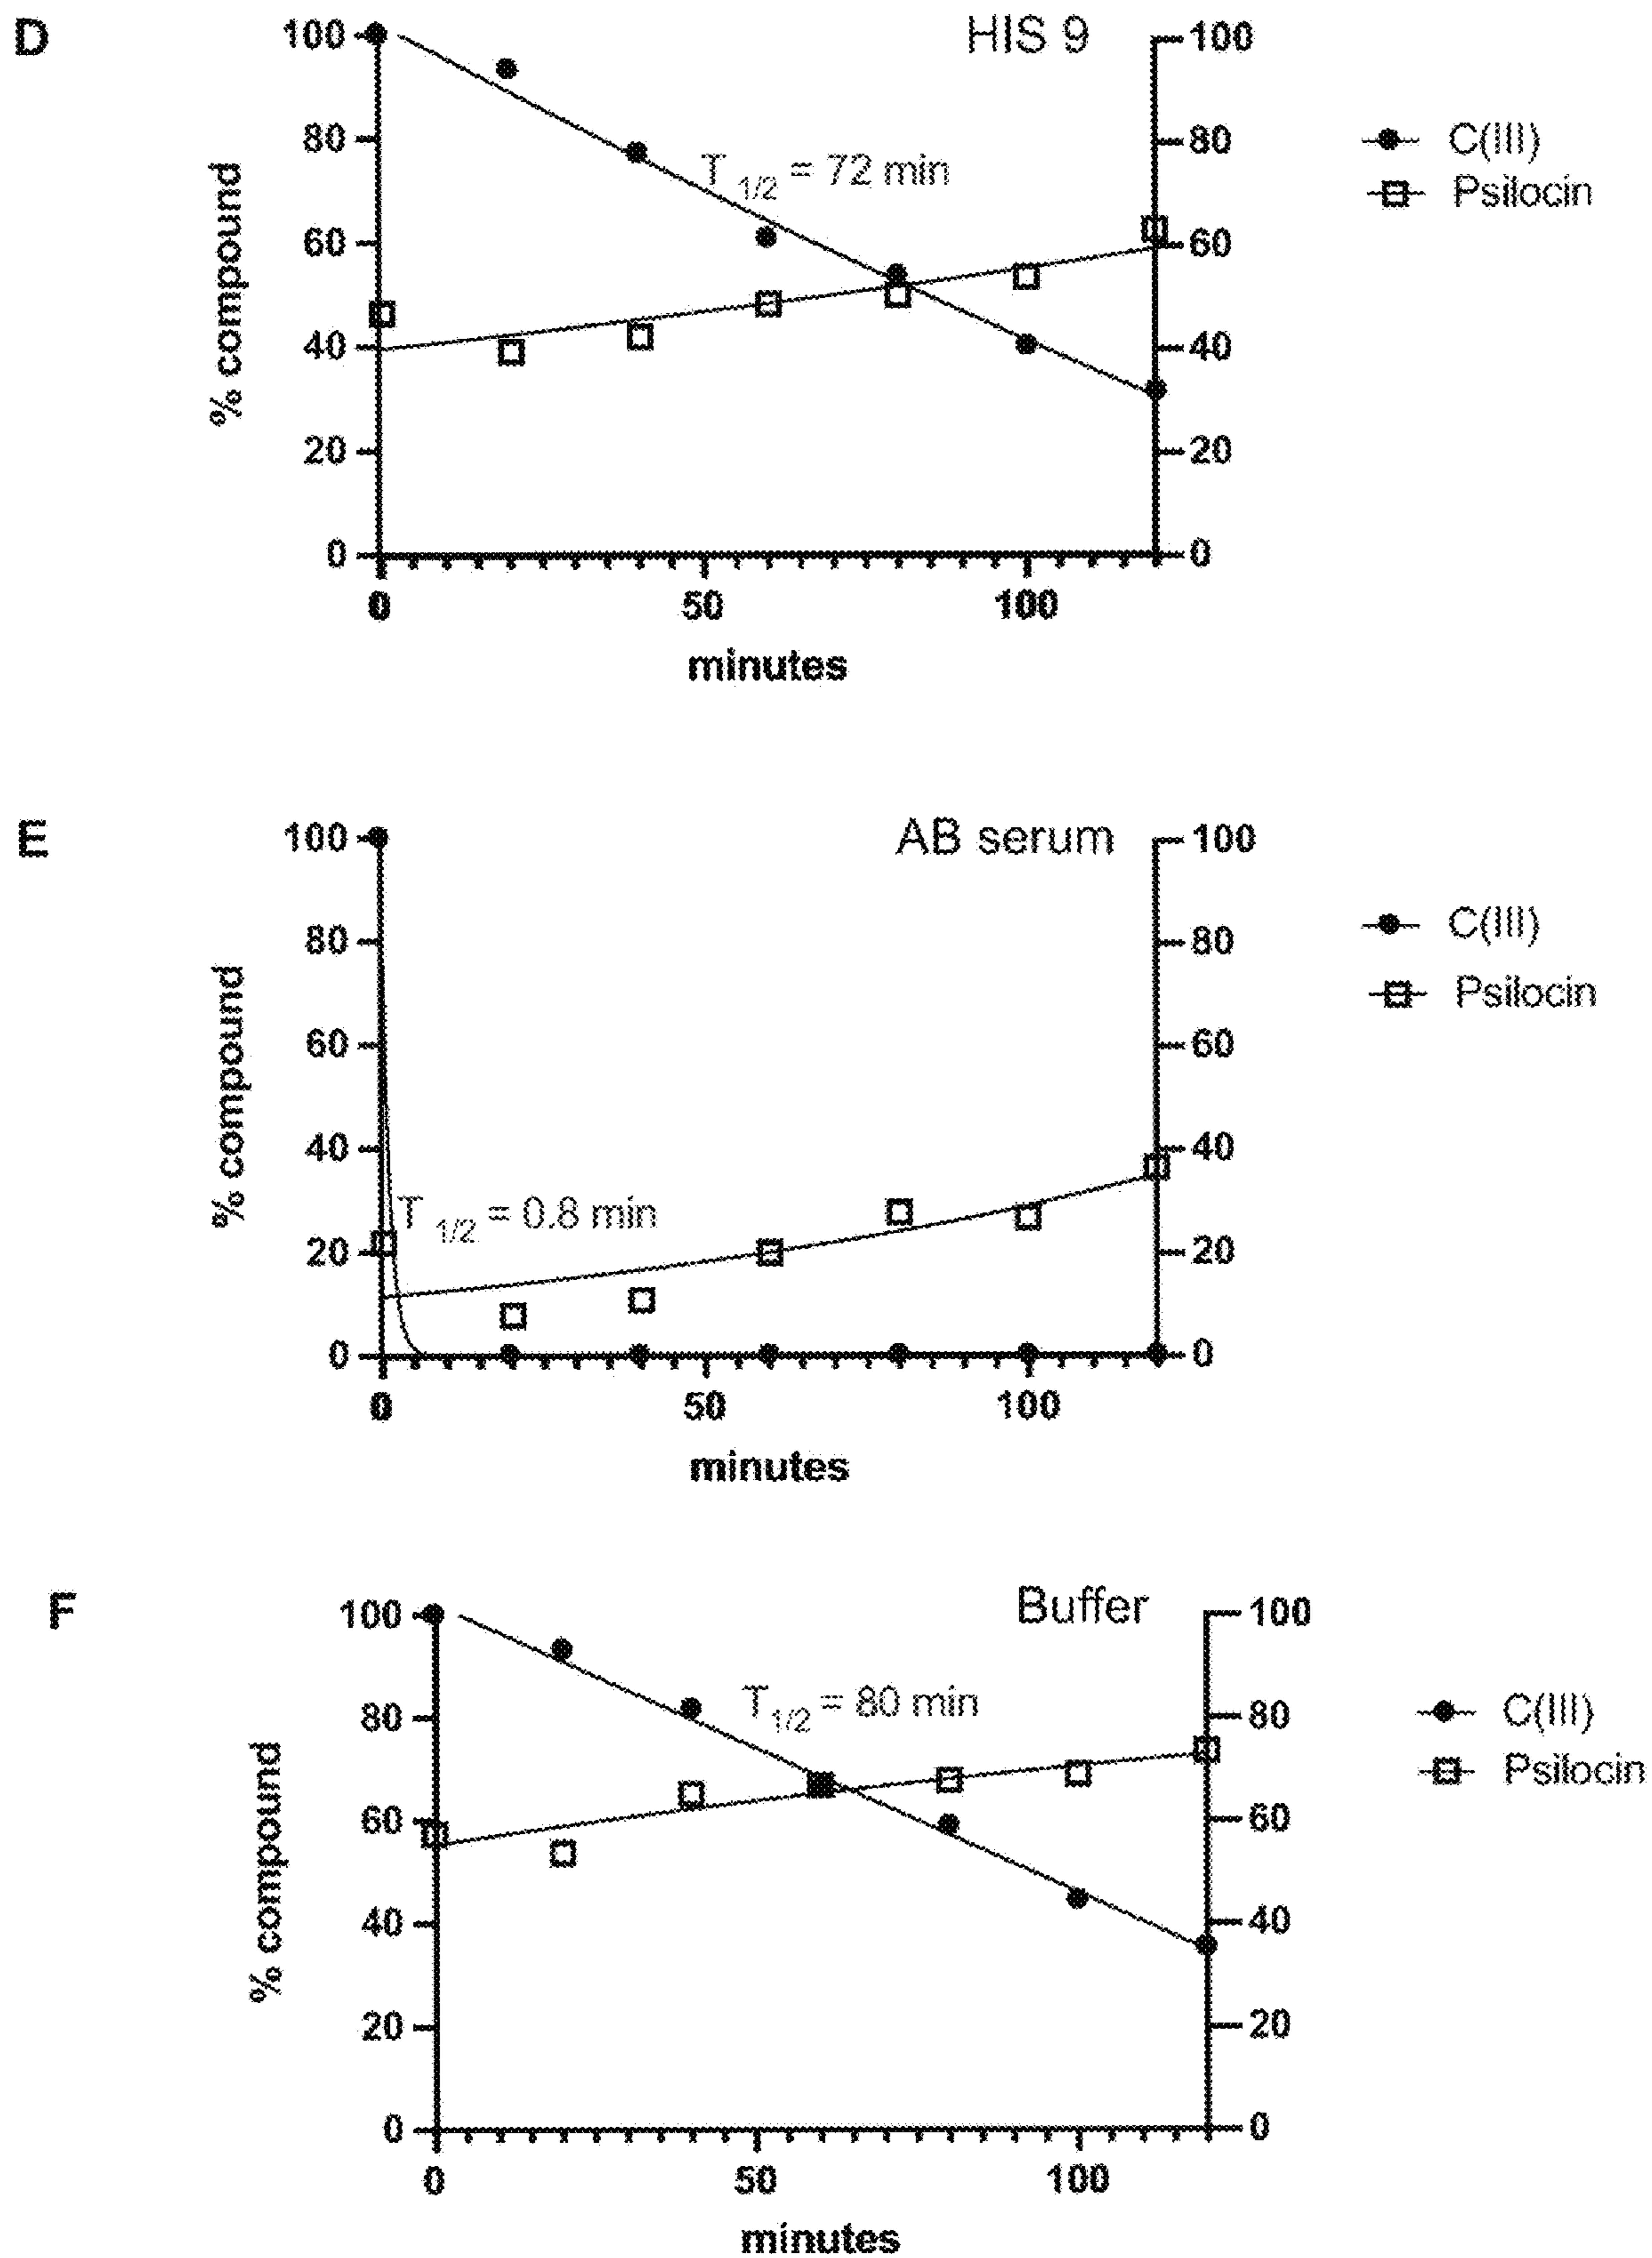 D
HIS 9
100
80
60
40
20
0
% compound
T 1/2 = 72 min
100
80
60
40
20
0
C(III)
Psilocin
0 50 100
minutes
E
AB serum
100
80
60
40
20
0
% compound
T 1/2 = 0.8 min
100
80
60
40
20
0
C(III)
Psilocin
0 50 100
minutes
F
Buffer
100
80
60
40
20
0
% compound
T1/2 = 80 min
100
80
60
40
20
0
C(III)
Psilocin
0 50 100
minutes